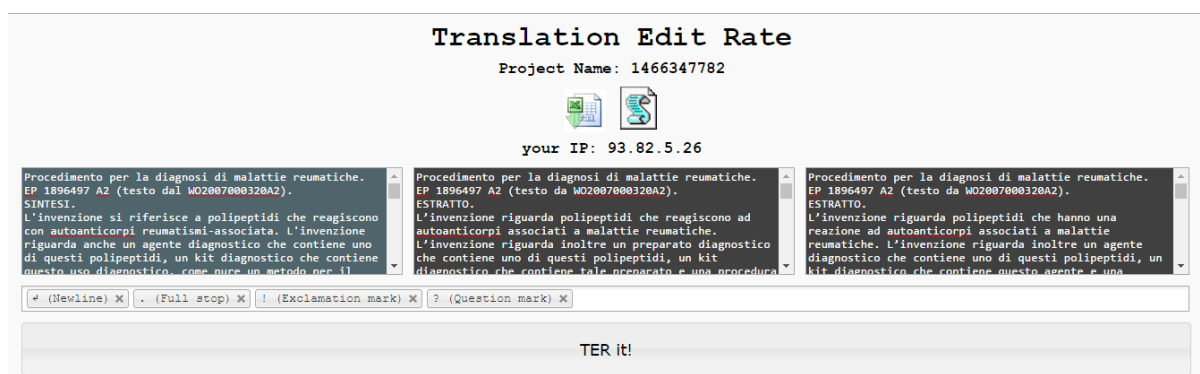 Translation Edit Rate
Project Name: 1466347782
your IP: 93.82.5.26
Procedimento per la diagnosi di malattie reumatiche.
EP 1896497 A2 (testo dal WO2007000320A2).
SINTESI.
L'invenzione si riferisce a polipeptidi che reagiscono
con autoanticorpi reumatismi-associata. L'invenzione
riguarda anche un agente diagnostico che contiene uno
di questi polipeptidi, un kit diagnostico che contiene
questo uso diagnostico, come pure un metodo per il
Procedimento per la diagnosi di malattie reumatiche.
EP 1896497 A2 (testo da WO2007000320A2).
ESTRATTO.
L’invenzione riguarda polipeptidi che reagiscono ad
autoanticorpi associati a malattie reumatiche.
L’invenzione riguarda inoltre un preparato diagnostico
che contiene uno di questi polipeptidi, un kit
diagnostico che contiene tale preparato e una procedura
Procedimento per la diagnosi di malattie reumatiche.
EP 1896497 A2 (testo da WO2007000320A2).
ESTRATTO.
L’invenzione riguarda polipeptidi che hanno una
reazione ad autoanticorpi associati a malattie
reumatiche. L’invenzione riguarda inoltre un agente
diagnostico che contiene uno di questi polipeptidi, un
kit diagnostico che contiene questo agente e una
↲ (Newline) × . (Full stop) × ! (Exclamation mark) × ? (Question mark) ×
TER it!